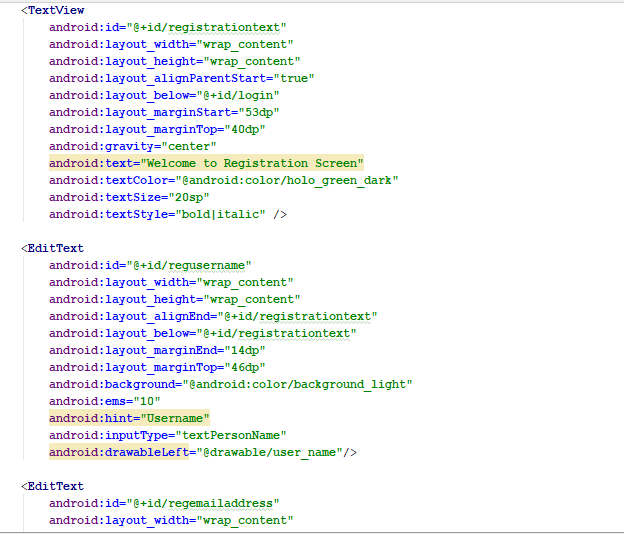 <TextView
android:id="@+id/registrationtext"
android:layout_width="wrap_content"
android:layout_height="wrap_content"
android:layout_alignParentStart="true"
android:layout_below="@+id/login"
android:layout_marginStart="53dp"
android:layout_marginTop="40dp"
android:gravity="center"
android:text="Welcome to Registration Screen"
android:textColor="@android:color/holo_green_dark"
android:textSize="20sp"
android:textStyle="bold|italic" />
<EditText
android:id="@+id/regusername"
android:layout_width="wrap_content"
android:layout_height="wrap_content"
android:layout_alignEnd="@+id/registrationtext"
android:layout_below="@+id/registrationtext"
android:layout_marginEnd="14dp"
android:layout_marginTop="46dp"
android:background="@android:color/background_light"
android:ems="10"
android:hint="Username"
android:inputType="textPersonName"
android:drawableLeft="@drawable/user_name"/>
<EditText
android:id="@+id/regemailaddress"
android:layout_width="wrap_content"